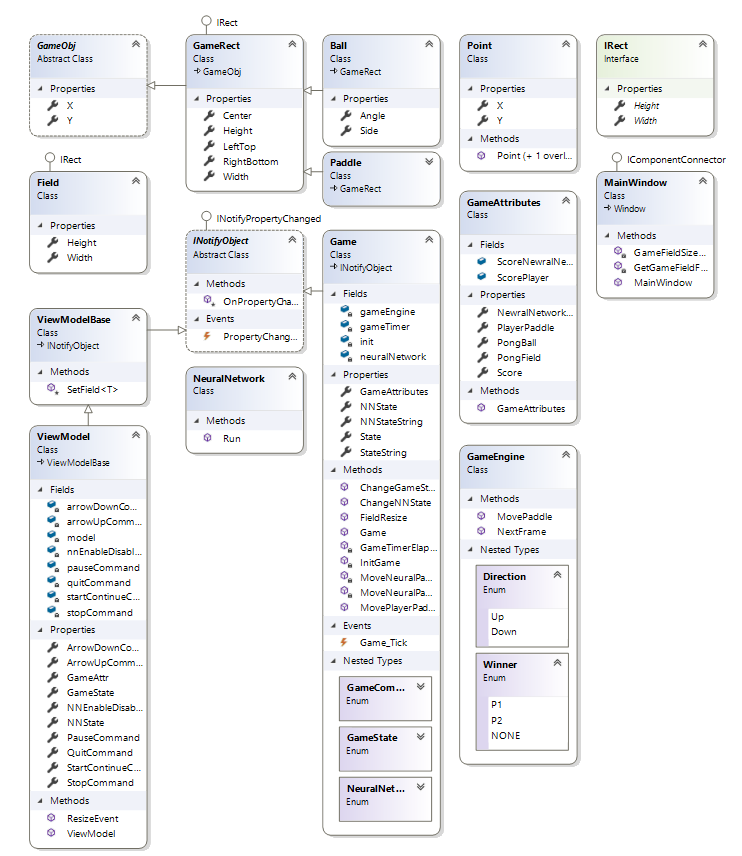 GameObj
Abstract Class
Properties
X
Y
IRect
GameRect
Class
GameObj
Properties
Center
Height
LeftTop
RightBottom
Width
Ball
Class
GameRect
Properties
Angle
Side
Paddle
Class
GameRect
Point
Class
Properties
X
Y
Methods
Point (+ 1 overl...
IRect
Interface
Properties
Height
Width
IRect
Field
Class
Properties
Height
Width
INotifyPropertyChanged
INotifyObject
Abstract Class
Methods
OnPropertyCha...
Events
PropertyChang...
Game
Class
INotifyObject
Fields
gameEngine
gameTimer
init
neuralNetwork
Properties
GameAttributes
NNState
NNStateString
State
StateString
Methods
ChangeGameSt...
ChangeNNState
FieldResize
Game
GameTimerElap...
InitGame
MoveNeuralPa...
MoveNeuralPa...
MovePlayerPad...
Events
Game_Tick
Nested Types
GameCom...
Enum
GameState
Enum
NeuralNet...
Enum
GameAttributes
Class
Fields
ScoreNewralNe...
ScorePlayer
Properties
NewralNetwork...
PlayerPaddle
PongBall
PongField
Score
Methods
GameAttributes
IComponentConnector
MainWindow
Class
Window
Methods
GameFieldSize...
GetGameFieldF...
MainWindow
ViewModelBase
Class
INotifyObject
Methods
SetField<T>
NeuralNetwork
Class
Methods
Run
ViewModel
Class
ViewModelBase
Fields
arrowDownCo...
arrowUpComm...
model
nnEnableDisabl...
pauseCommand
quitCommand
startContinueC...
stopCommand
Properties
ArrowDownCo...
ArrowUpComm...
GameAttr
GameState
NNEnableDisab...
NNState
PauseCommand
QuitCommand
StartContinueC...
StopCommand
Methods
ResizeEvent
ViewModel
GameEngine
Class
Methods
MovePaddle
NextFrame
Nested Types
Direction
Enum
Up
Down
Winner
Enum
P1
P2
NONE